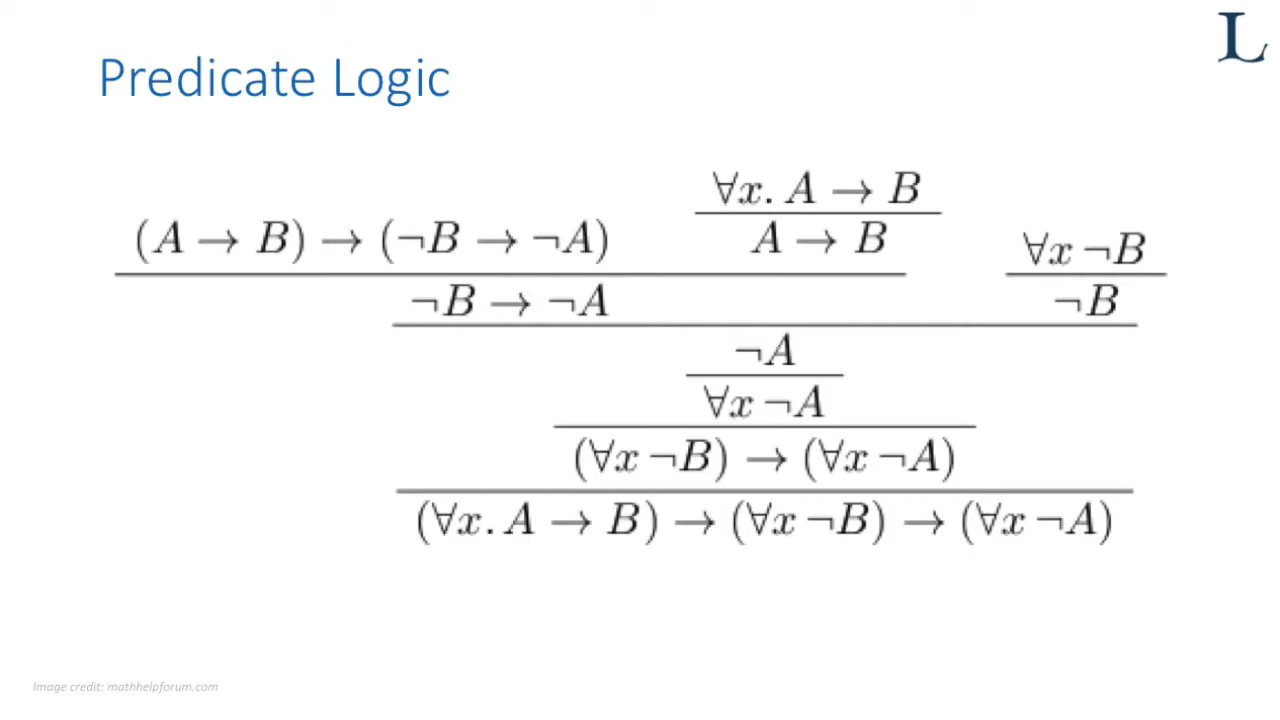 L
Predicate Logic
∀x. A → B
(A → B) → (¬B → ¬A)
A → B
∀x ¬B
¬B → ¬A
¬B
¬A
∀x ¬A
(∀x ¬B) → (∀x ¬A)
(∀x. A → B) → (∀x ¬B) → (∀x ¬A)
Image credit: mathhelpforum.com